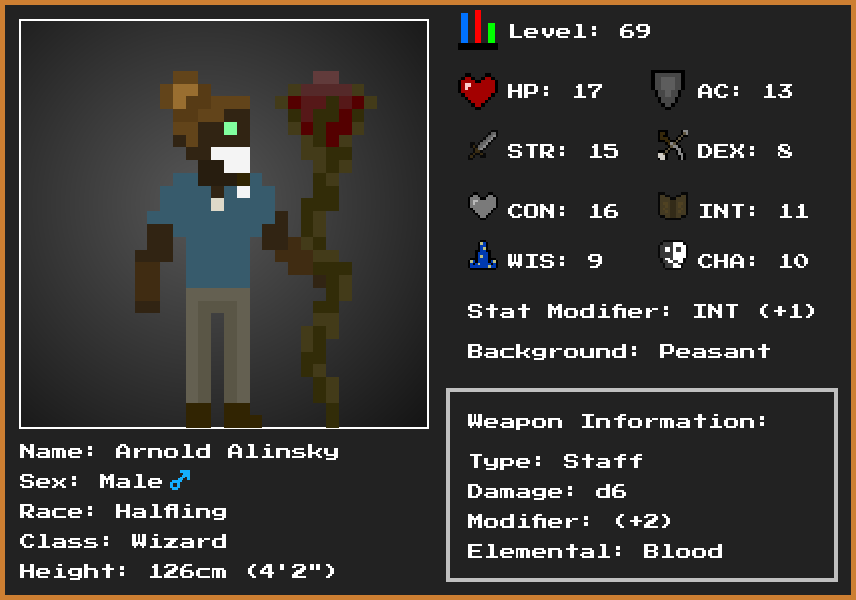 Level: 69
HP: 17 AC: 13
STR: 15 DEX: 8
CON: 16 INT: 11
WIS: 9 CHA: 10
Stat Modifier: INT (+1)
Background: Peasant
Weapon Information:
Type: Staff
Damage: d6
Modifier: (+2)
Elemental: Blood
Name: Arnold Alinsky
Sex: Male♂
Race: Halfling
Class: Wizard
Height: 126cm (4'2")